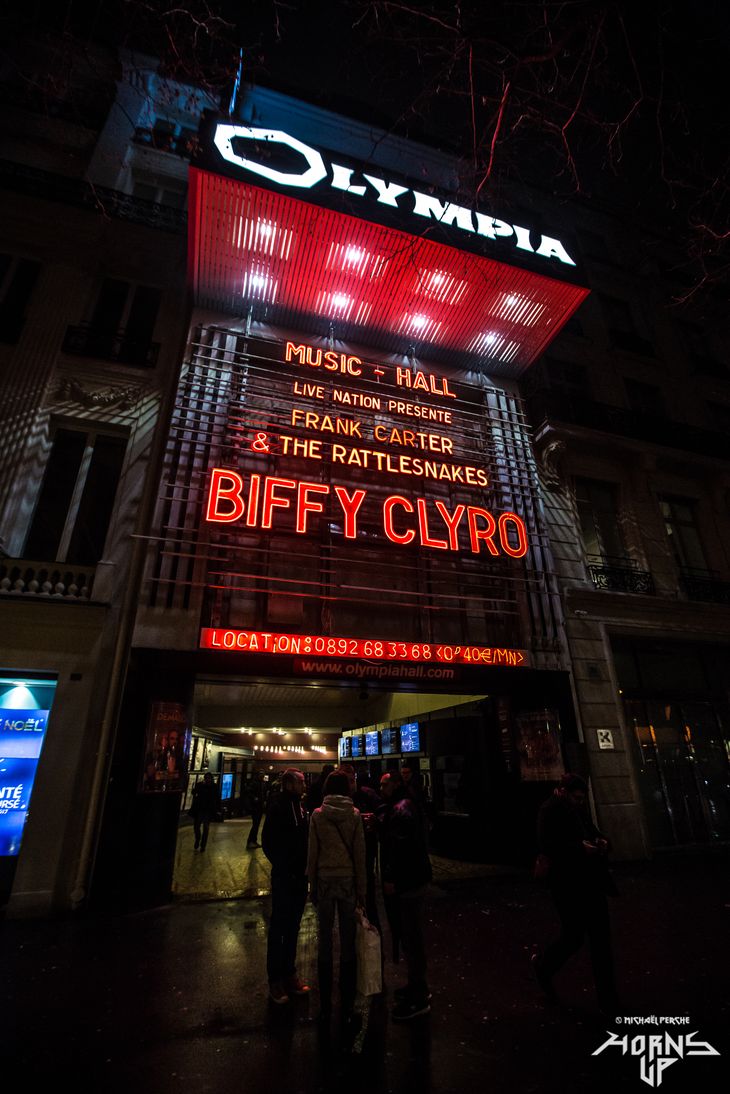 OLYMPIA
MUSIC - HALL
LIVE NATION PRESENTE
FRANK CARTER
& THE RATTLESNAKES
BIFFY CLYRO
LOCATION:0892 68 33 68 <0°40€/MN>
www.olympiahall.com
NOËL
© MICHAËL PERCHE
HORNS
UP